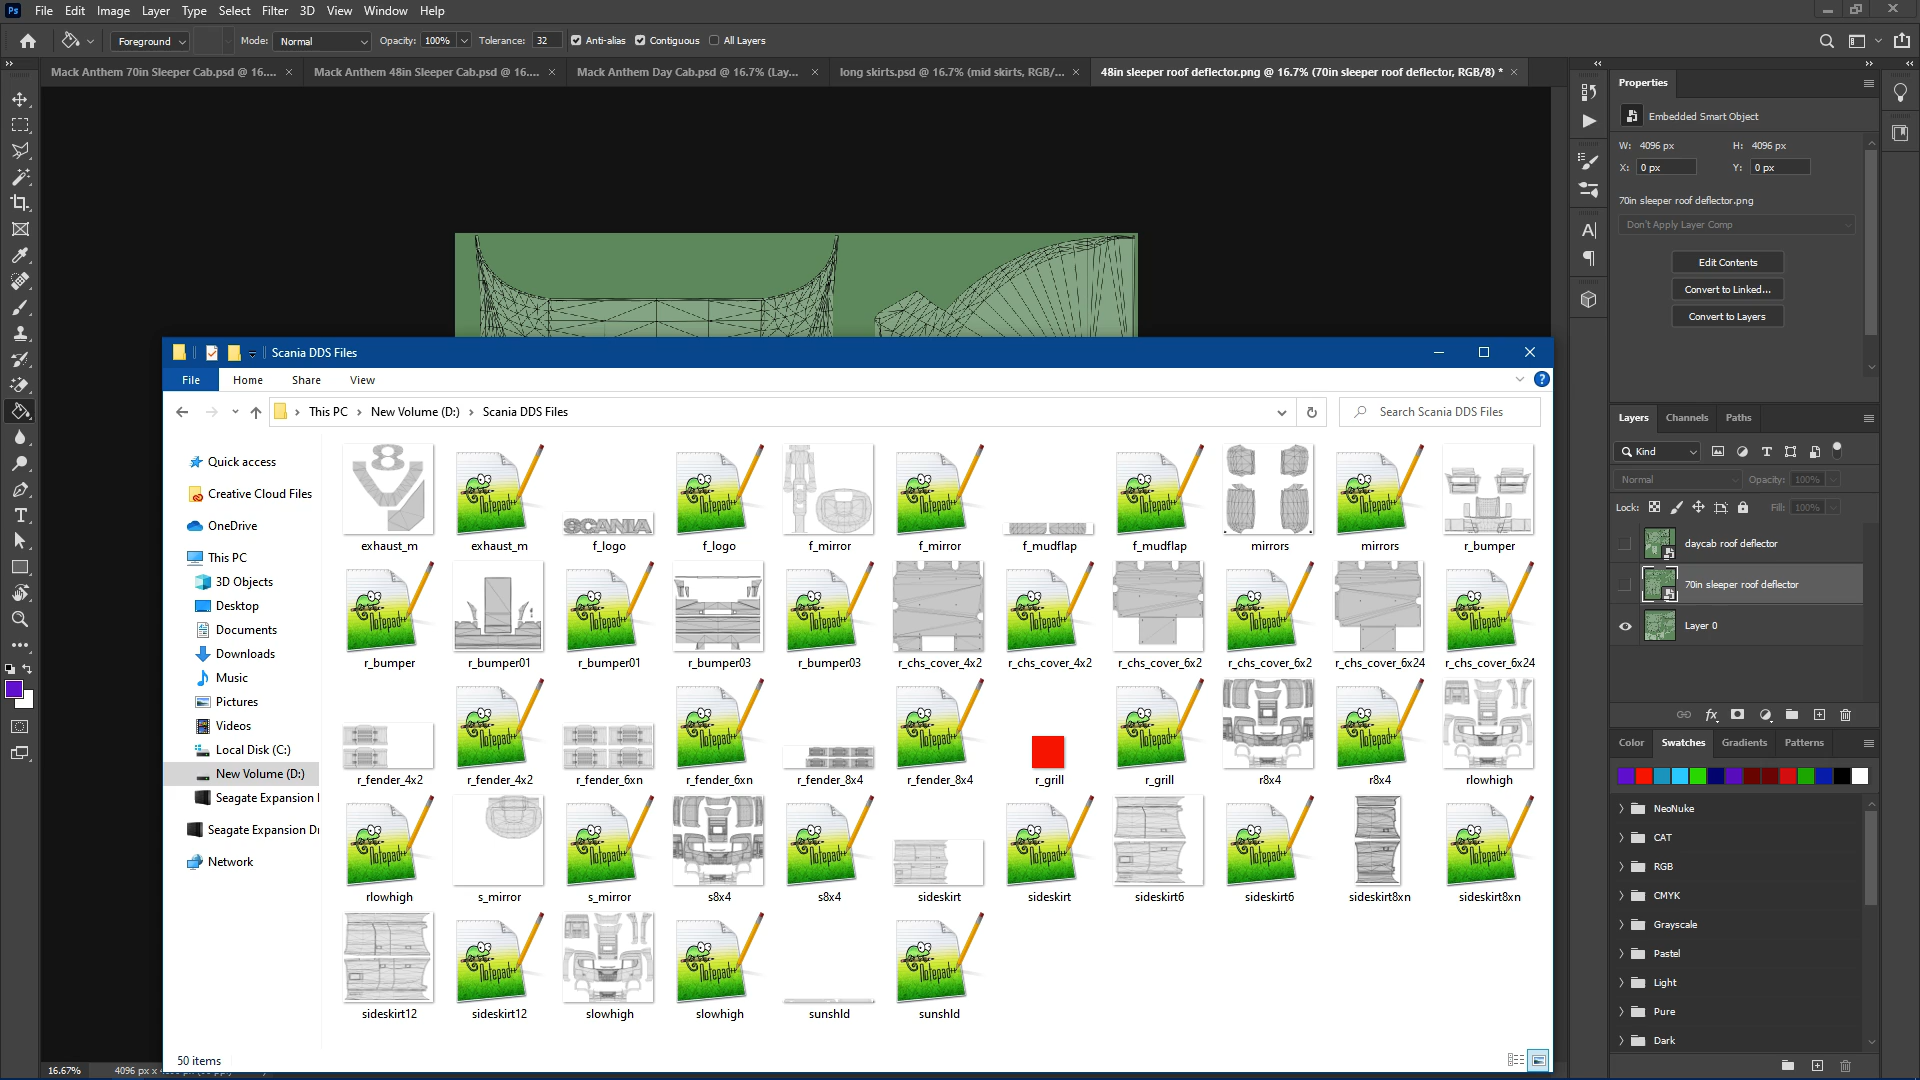 Ps File Edit Image Layer Type Select Filter 3D View Window Help
Foreground Mode: Normal Opacity: 100% Tolerance: 32 Anti-alias Contiguous All Layers
Mack Anthem 70in Sleeper Cab.psd @ 16.... × Mack Anthem 48in Sleeper Cab.psd @ 16.... × Mack Anthem Day Cab.psd @ 16.7% (Lay... × long skirts.psd @ 16.7% (mid skirts, RGB/... × 48in sleeper roof deflector.png @ 16.7% (70in sleeper roof deflector, RGB/8) * ×
Properties
Embedded Smart Object
W: 4096 px H: 4096 px
X: 0 px Y: 0 px
70in sleeper roof deflector.png
Don't Apply Layer Comp
Edit Contents
Convert to Linked...
Convert to Layers
Layers Channels Paths
Kind
Normal Opacity: 100%
Lock: Fill: 100%
daycab roof deflector
70in sleeper roof deflector
Layer 0
Color Swatches Gradients Patterns
NeoNuke
CAT
RGB
CMYK
Grayscale
Pastel
Light
Pure
Dark
Scania DDS Files
File Home Share View
This PC › New Volume (D:) › Scania DDS Files
Search Scania DDS Files
Quick access
Creative Cloud Files
OneDrive
This PC
3D Objects
Desktop
Documents
Downloads
Music
Pictures
Videos
Local Disk (C:)
New Volume (D:)
Seagate Expansion
Seagate Expansion Dr
Network
exhaust_m exhaust_m f_logo f_logo f_mirror f_mirror f_mudflap f_mudflap mirrors mirrors r_bumper
r_bumper r_bumper01 r_bumper01 r_bumper03 r_bumper03 r_chs_cover_4x2 r_chs_cover_4x2 r_chs_cover_6x2 r_chs_cover_6x2 r_chs_cover_6x24 r_chs_cover_6x24
r_fender_4x2 r_fender_4x2 r_fender_6xn r_fender_6xn r_fender_8x4 r_fender_8x4 r_grill r_grill r8x4 r8x4 rlowhigh
rlowhigh s_mirror s_mirror s8x4 s8x4 sideskirt sideskirt sideskirt6 sideskirt6 sideskirt8xn sideskirt8xn
sideskirt12 sideskirt12 slowhigh slowhigh sunshld sunshld
50 items
16.67% 4096 px x